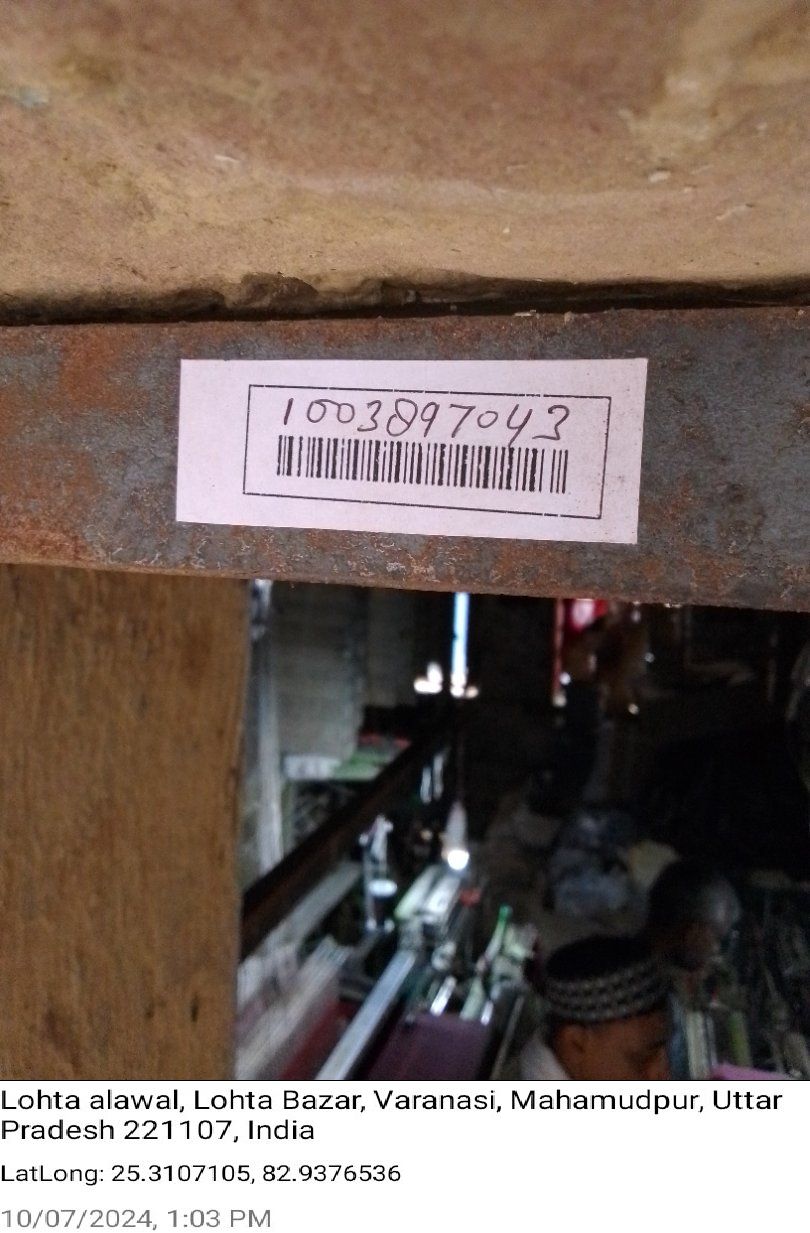 1003897043
Lohta alawal, Lohta Bazar, Varanasi, Mahamudpur, Uttar
Pradesh 221107, India
LatLong: 25.3107105, 82.9376536
10/07/2024, 1:03 PM